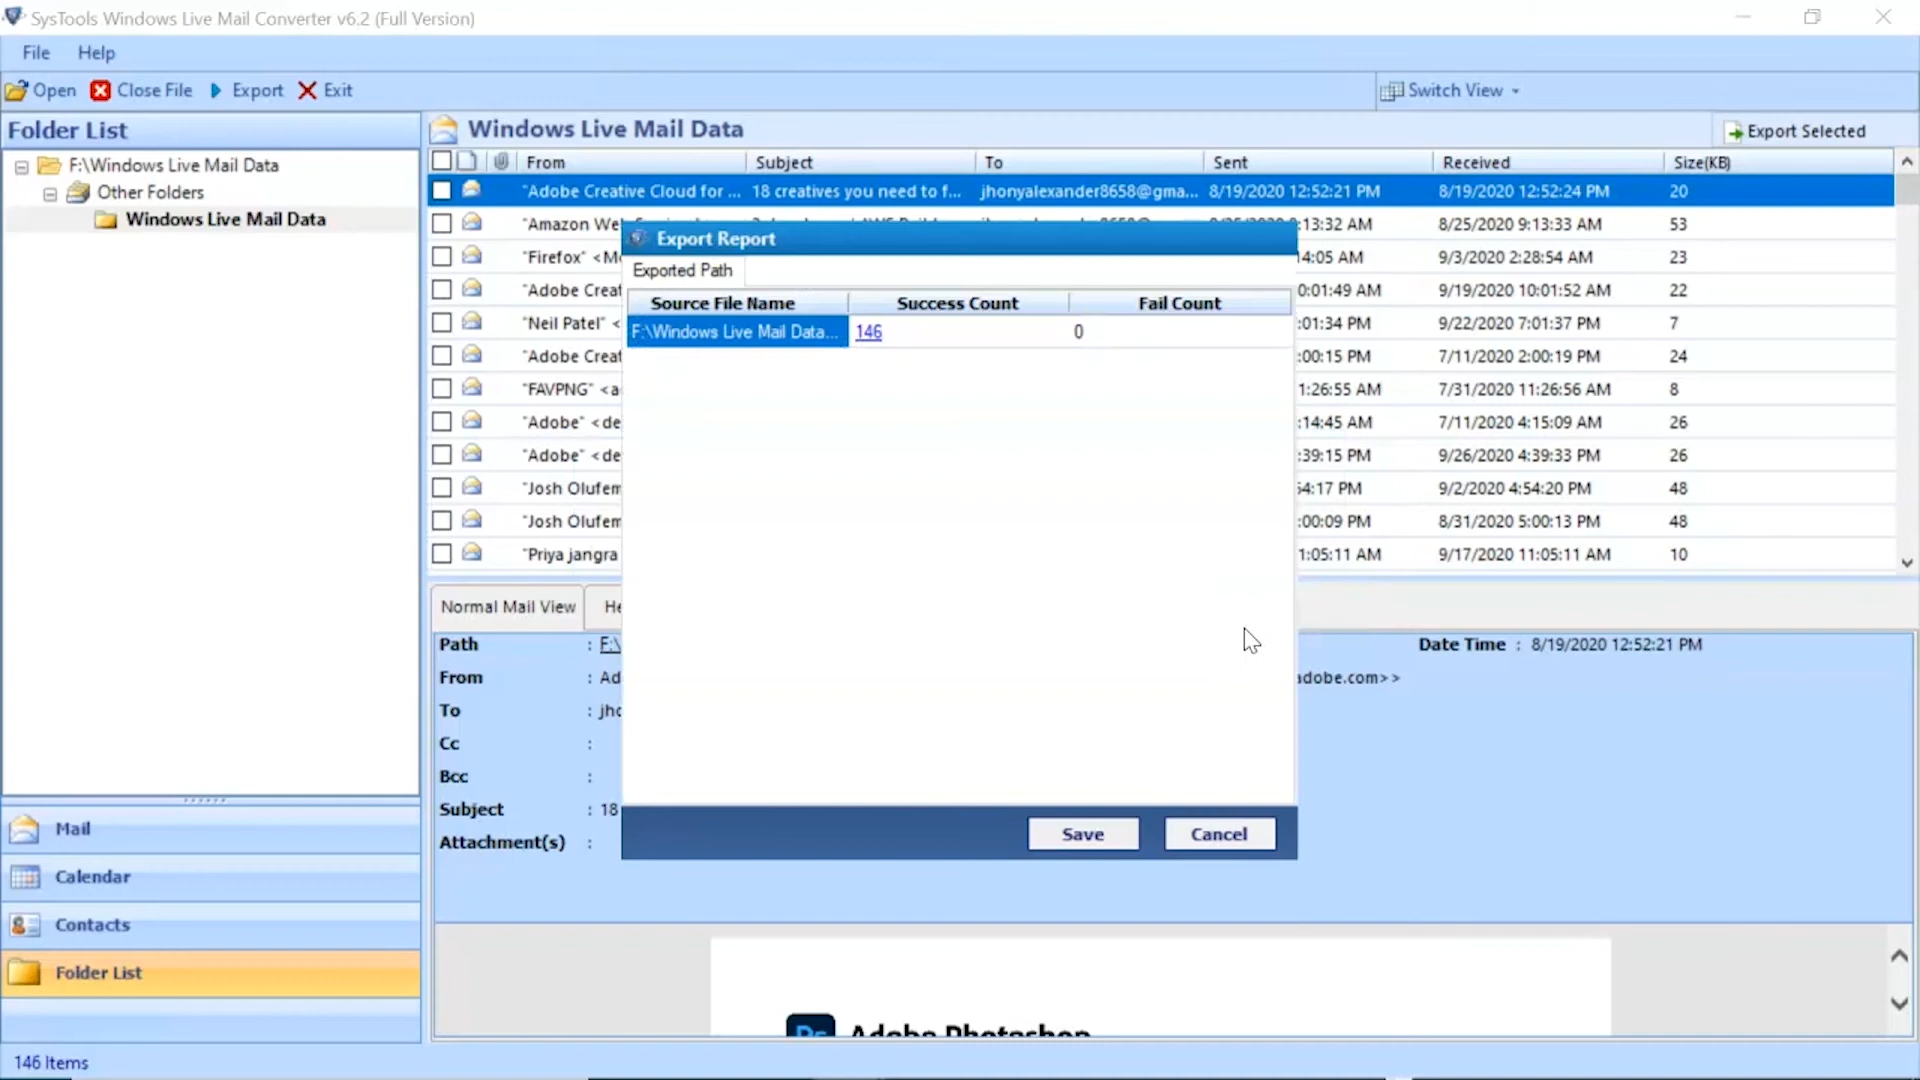 SysTools Windows Live Mail Converter v6.2 (Full Version)
File Help
Open Close File Export Exit Switch View
Folder List
F:\Windows Live Mail Data
Other Folders
Windows Live Mail Data
Mail
Calendar
Contacts
Folder List
146 Items
Windows Live Mail Data Export Selected
From Subject To Sent Received Size(KB)
"Adobe Creative Cloud for ... 18 creatives you need to f... jhonyalexander8658@gma... 8/19/2020 12:52:21 PM 8/19/2020 12:52:24 PM 20
"Amazon We :13:32 AM 8/25/2020 9:13:33 AM 53
"Firefox" <M 14:05 AM 9/3/2020 2:28:54 AM 23
"Adobe Creat 0:01:49 AM 9/19/2020 10:01:52 AM 22
"Neil Patel" < :01:34 PM 9/22/2020 7:01:37 PM 7
"Adobe Creat :00:15 PM 7/11/2020 2:00:19 PM 24
"FAVPNG" <a 1:26:55 AM 7/31/2020 11:26:56 AM 8
"Adobe" <de :14:45 AM 7/11/2020 4:15:09 AM 26
"Adobe" <de :39:15 PM 9/26/2020 4:39:33 PM 26
"Josh Olufem 54:17 PM 9/2/2020 4:54:20 PM 48
"Josh Olufem :00:09 PM 8/31/2020 5:00:13 PM 48
"Priya jangra 1:05:11 AM 9/17/2020 11:05:11 AM 10
Export Report
Exported Path
Source File Name Success Count Fail Count
F:\Windows Live Mail Data... 146 0
Save Cancel
Normal Mail View He
Path : F:\ Date Time : 8/19/2020 12:52:21 PM
From : Ad adobe.com>>
To : jho
Cc :
Bcc :
Subject : 18
Attachment(s) :
Ps Adobe Photoshop